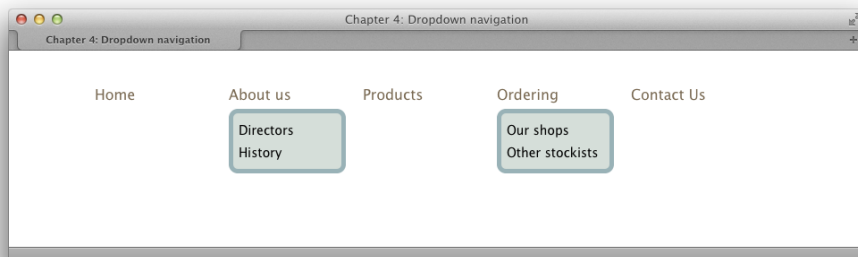 Chapter 4: Dropdown navigation
Chapter 4: Dropdown navigation
Home About us Products Ordering Contact Us
Directors Our shops
History Other stockists